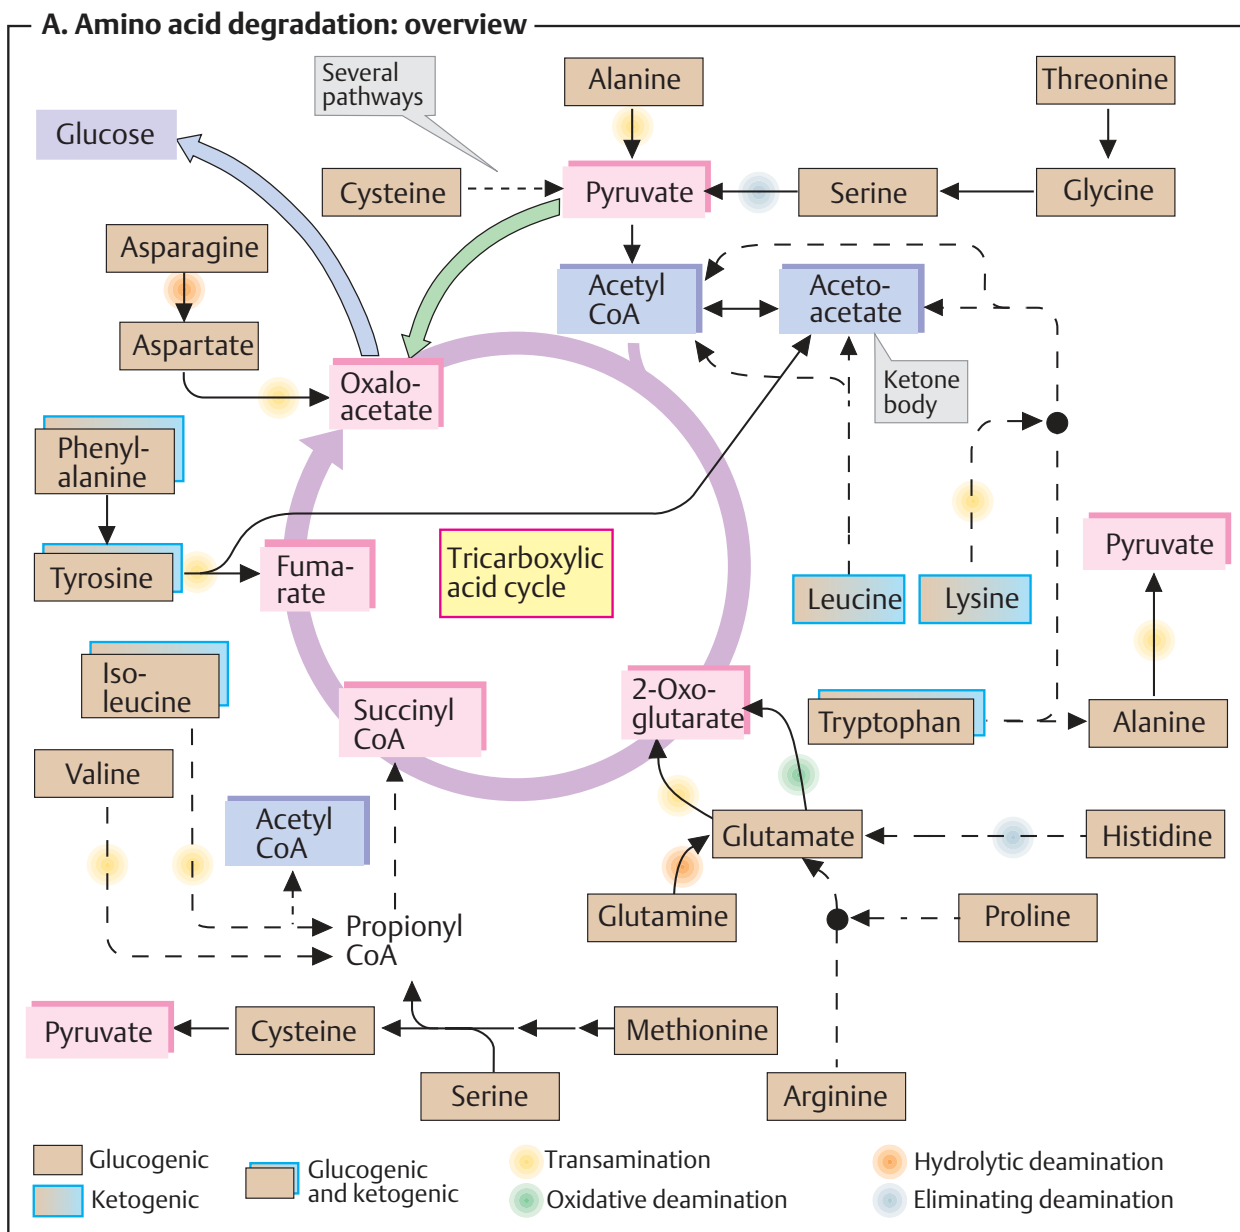 A. Amino acid degradation: overview
Several
pathways
Alanine
Threonine
Glucose
Cysteine
Pyruvate
Serine
Glycine
Asparagine
Acetyl
CoA
Aceto-
acetate
Aspartate
Oxalo-
acetate
Ketone
body
Phenyl-
alanine
Tyrosine
Fuma-
rate
Tricarboxylic
acid cycle
Leucine
Lysine
Pyruvate
Iso-
leucine
Succinyl
CoA
2-Oxo-
glutarate
Tryptophan
Alanine
Valine
Acetyl
CoA
Glutamate
Histidine
Propionyl
CoA
Glutamine
Proline
Pyruvate
Cysteine
Methionine
Serine
Arginine
Glucogenic
Ketogenic
Glucogenic
and ketogenic
Transamination
Oxidative deamination
Hydrolytic deamination
Eliminating deamination